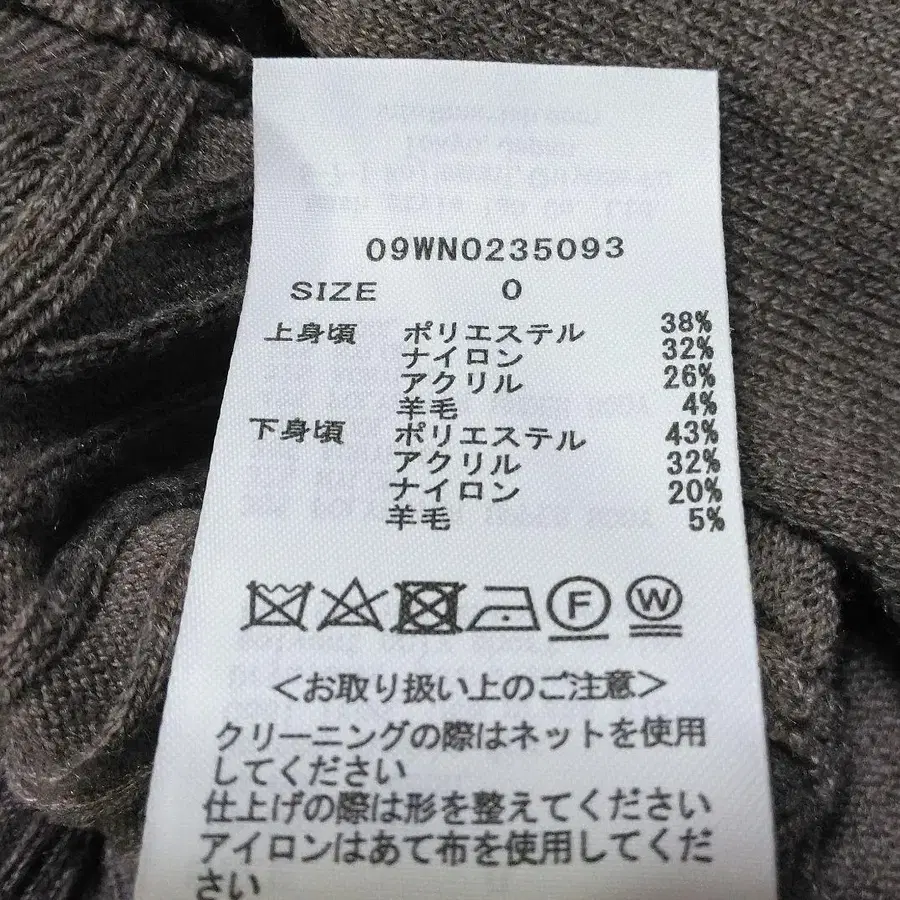 09WN0235093
SIZE 0
上身頃 ポリエステル 38%
ナイロン 32%
アクリル 26%
羊毛 4%
下身頃 ポリエステル 43%
アクリル 32%
ナイロン 20%
羊毛 5%
F W
<お取り扱い上のご注意>
クリーニングの際はネットを使用
してください
仕上げの際は形を整えてください
アイロンはあて布を使用してくだ
さい